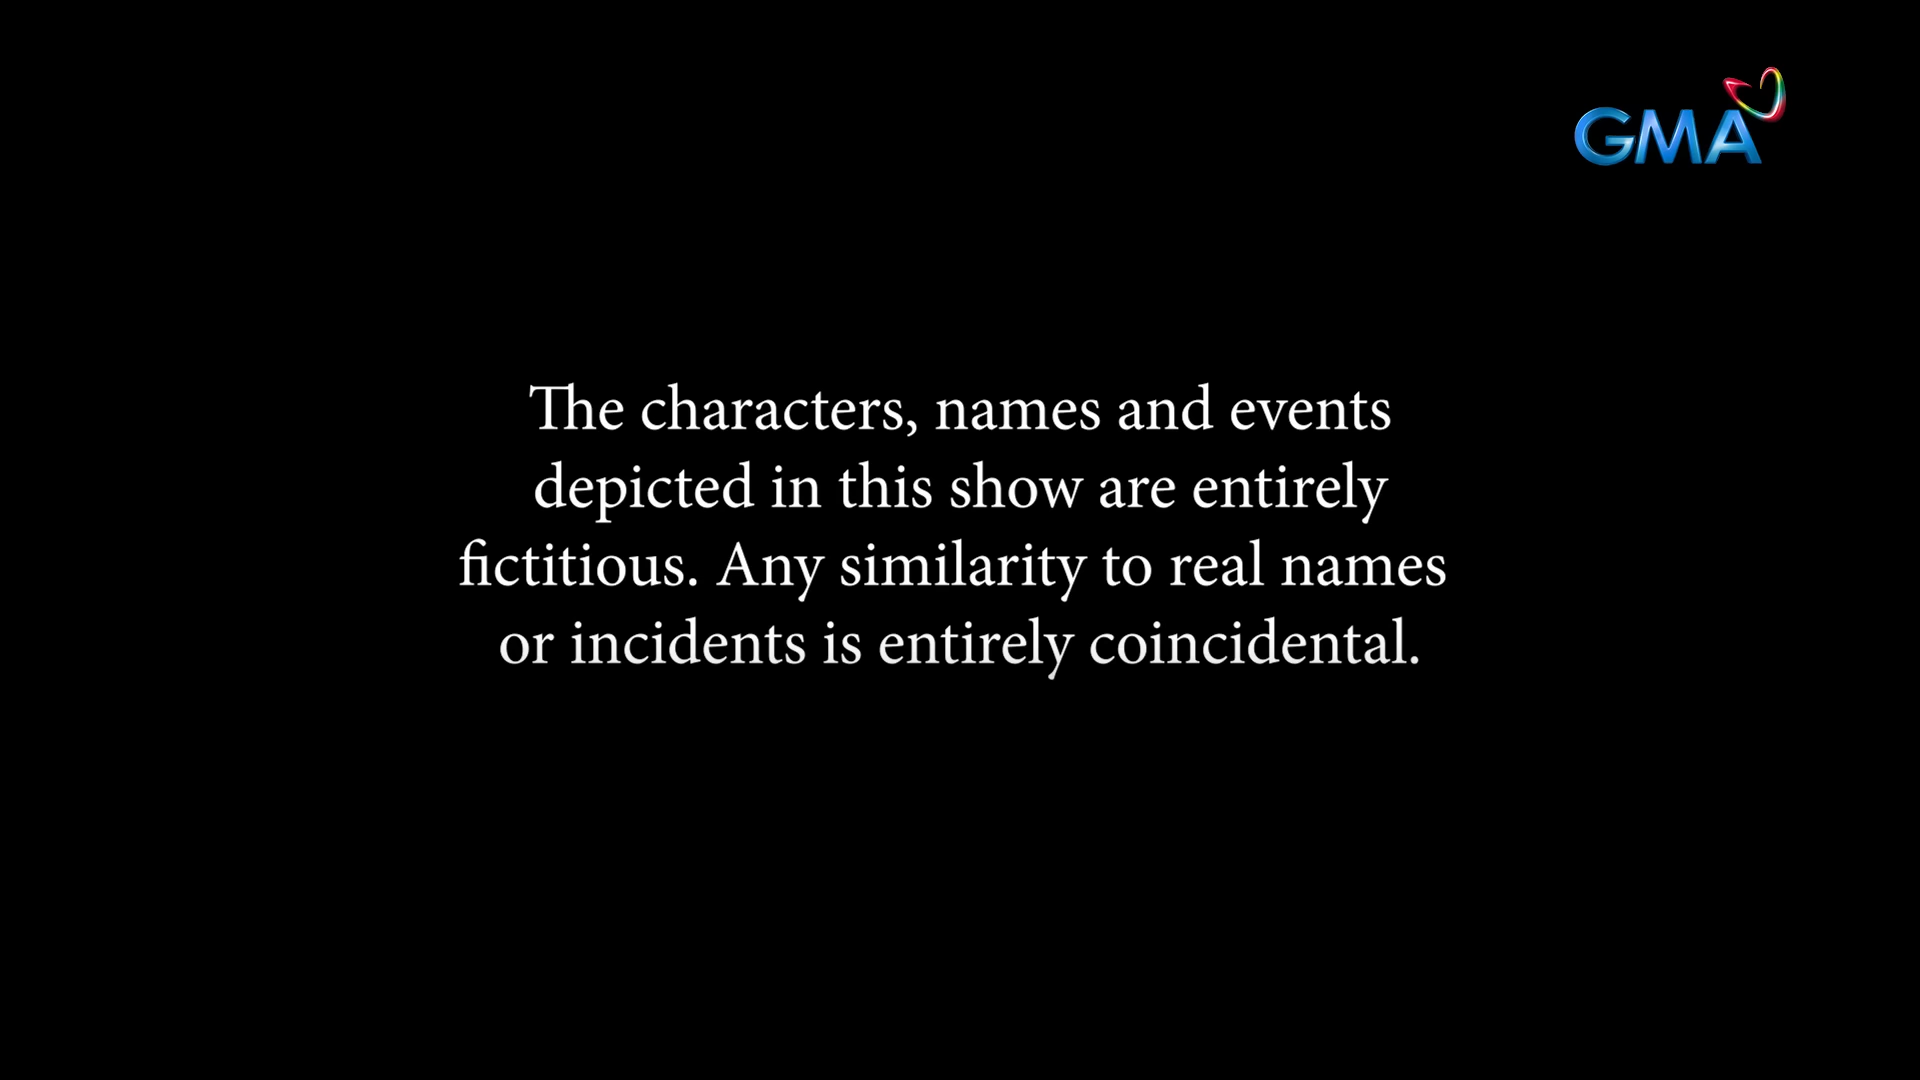 GMA
The characters, names and events
depicted in this show are entirely
fictitious. Any similarity to real names
or incidents is entirely coincidental.